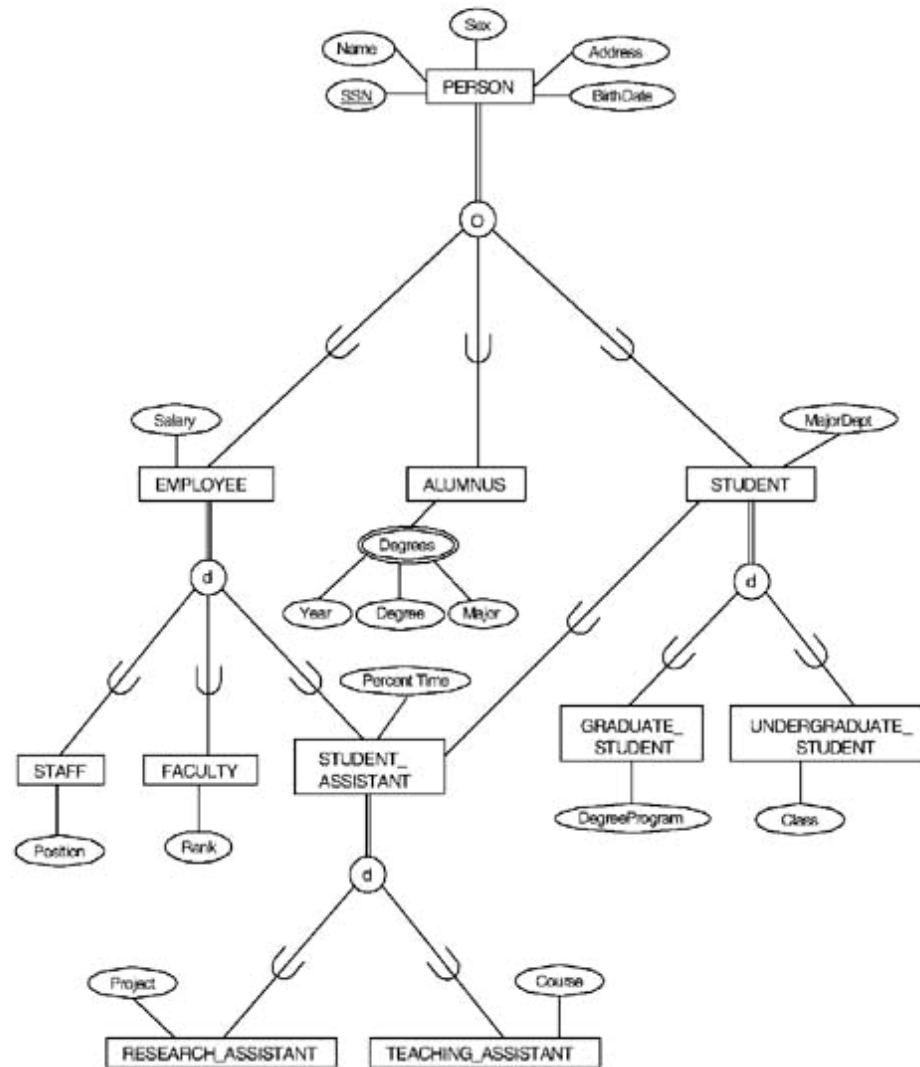 Sex
Name
Address
PERSON
SSN
BirthDate
O
Salary
MajorDept
EMPLOYEE
ALUMNUS
STUDENT
Degrees
d
d
Year
Degree
Major
Percent Time
GRADUATE_
STUDENT
UNDERGRADUATE_
STUDENT
STAFF
FACULTY
STUDENT_
ASSISTANT
DegreeProgram
Class
Position
Rank
d
Project
Course
RESEARCH_ASSISTANT
TEACHING_ASSISTANT